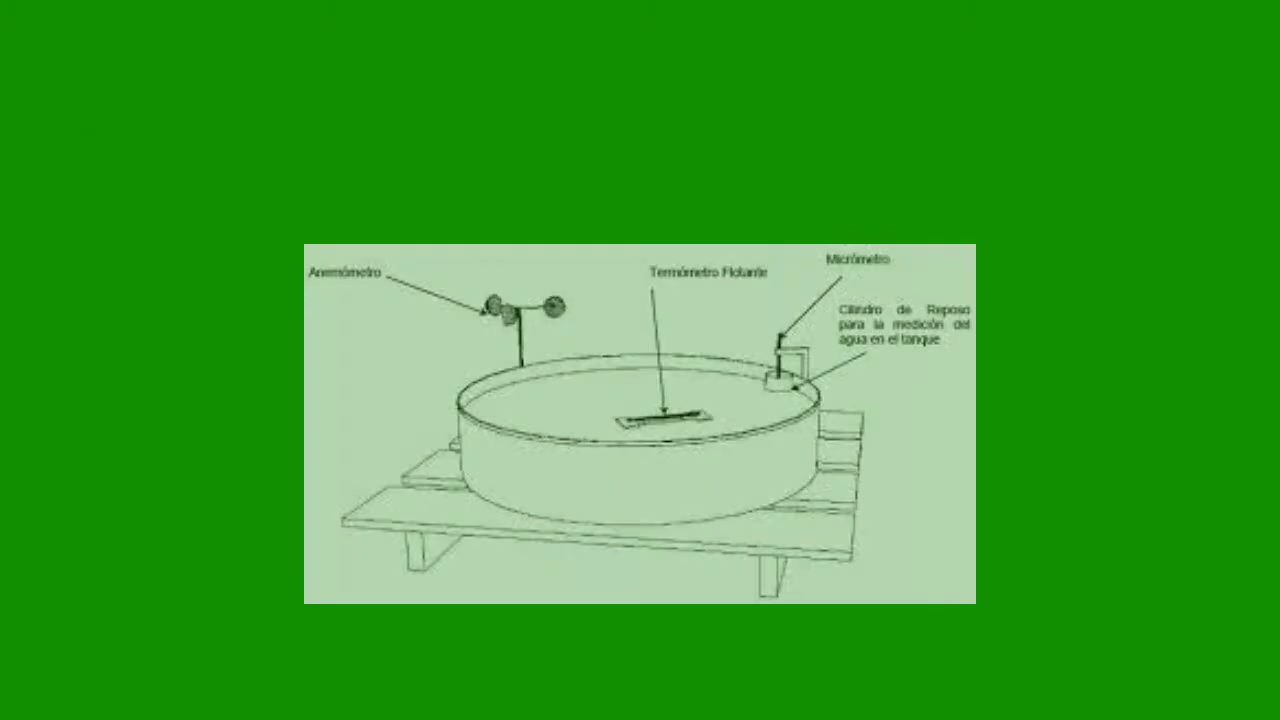 Anemómetro
Termómetro Flotante
Micrómetro
Cilindro de Reposo
para la medición del
agua en el tanque